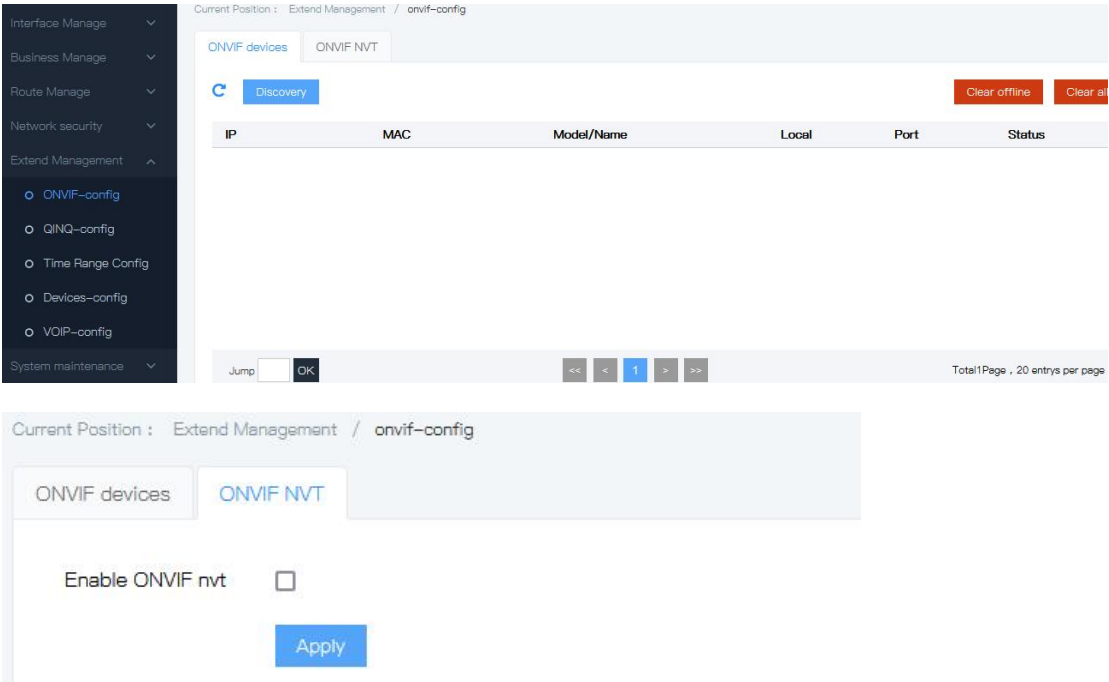 Current Position : Extend Management / onvif-config
Interface Manage
Business Manage
Route Manage
Network security
Extend Management
ONVIF-config
QINQ-config
Time Range Config
Devices-config
VOIP-config
System maintenance
ONVIF devices ONVIF NVT
Discovery Clear offline Clear all
IP MAC Model/Name Local Port Status
Jump OK << < 1 > >> Total1Page , 20 entrys per page
Current Position : Extend Management / onvif-config
ONVIF devices ONVIF NVT
Enable ONVIF nvt
Apply